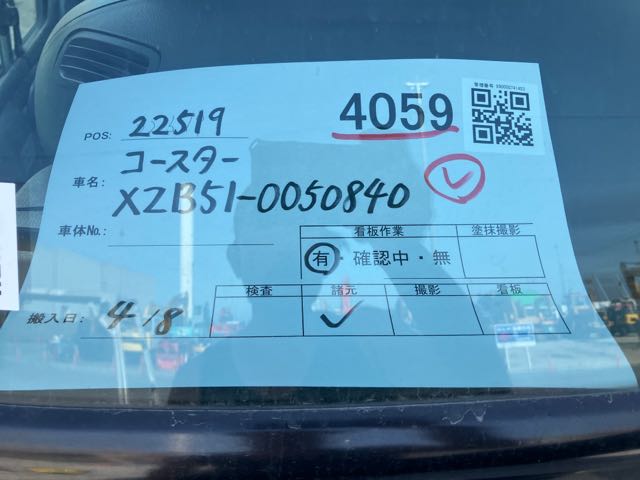 4059
POS: 22519
コースター
車名: XZB51-0050840
車体No.:
看板作業 塗抹撮影
有・確認中・無
検査 諸元 撮影 看板
搬入日: 4/8